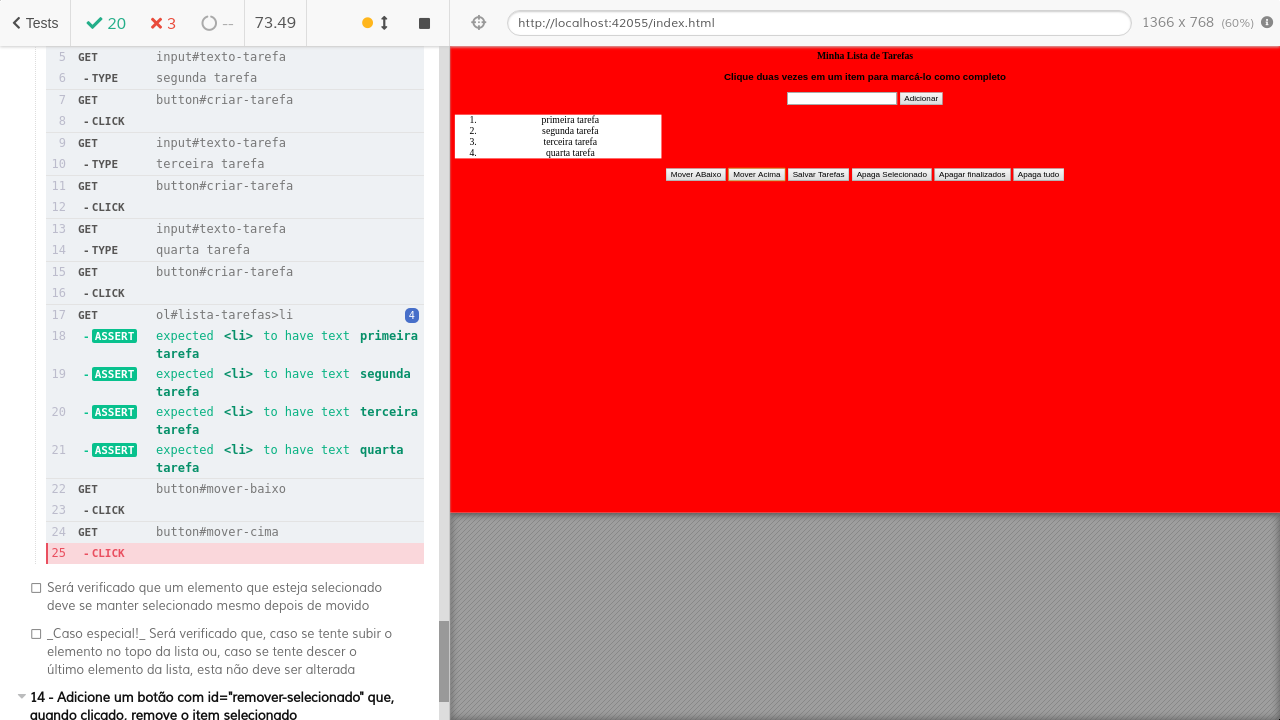 Tests 20 3 -- 73.49
http://localhost:42055/index.html 1366 x 768 (60%)
5 GET input#texto-tarefa
- TYPE segunda tarefa
7 GET button#criar-tarefa
8 - CLICK
9 GET input#texto-tarefa
10 - TYPE terceira tarefa
11 GET button#criar-tarefa
12 - CLICK
13 GET input#texto-tarefa
14 - TYPE quarta tarefa
15 GET button#criar-tarefa
16 - CLICK
17 GET ol#lista-tarefas>li 4
18 - ASSERT expected <li> to have text primeira
tarefa
19 - ASSERT expected <li> to have text segunda
tarefa
20 - ASSERT expected <li> to have text terceira
tarefa
21 - ASSERT expected <li> to have text quarta
tarefa
22 GET button#mover-baixo
23 - CLICK
24 GET button#mover-cima
25 - CLICK
Será verificado que um elemento que esteja selecionado
deve se manter selecionado mesmo depois de movido
_Caso especial!_ Será verificado que, caso se tente subir o
elemento no topo da lista ou, caso se tente descer o
último elemento da lista, esta não deve ser alterada
14 - Adicione um botão com id="remover-selecionado" que,
quando clicado, remove o item selecionado
Minha Lista de Tarefas
Clique duas vezes em um item para marcá-lo como completo
Adicionar
1. primeira tarefa
2. segunda tarefa
3. terceira tarefa
4. quarta tarefa
Mover ABaixo Mover Acima Salvar Tarefas Apaga Selecionado Apagar finalizados Apaga tudo